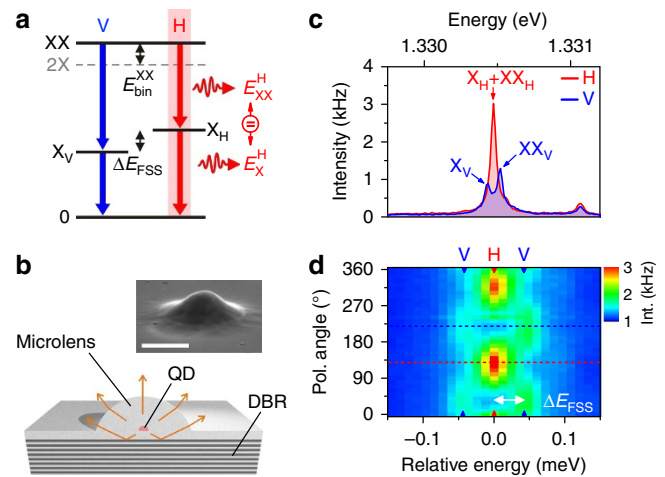 a
V
H
XX
2X
E_bin^XX
E_XX^H
=
X_H
X_V
ΔE_FSS
E_X^H
0
b
Microlens
QD
DBR
c
Energy (eV)
1.330
1.331
X_H+XX_H
H
V
X_V
XX_V
Intensity (kHz)
4
3
2
1
0
d
V
H
V
360
270
180
90
0
Pol. angle (°)
ΔE_FSS
3
2
1
Int. (kHz)
−0.1
0.0
0.1
Relative energy (meV)